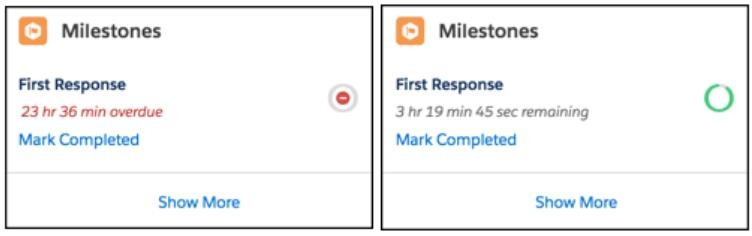 Milestones
First Response
23 hr 36 min overdue
Mark Completed
Show More
Milestones
First Response
3 hr 19 min 45 sec remaining
Mark Completed
Show More